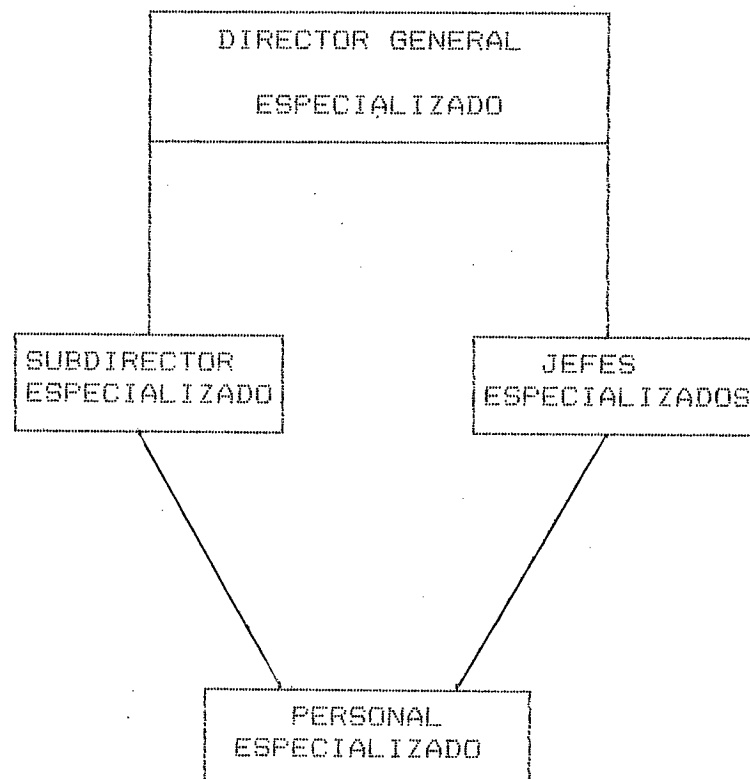 DIRECTOR GENERAL
ESPECIALIZADO
SUBDIRECTOR
ESPECIALIZADO
JEFES
ESPECIALIZADOS
PERSONAL
ESPECIALIZADO